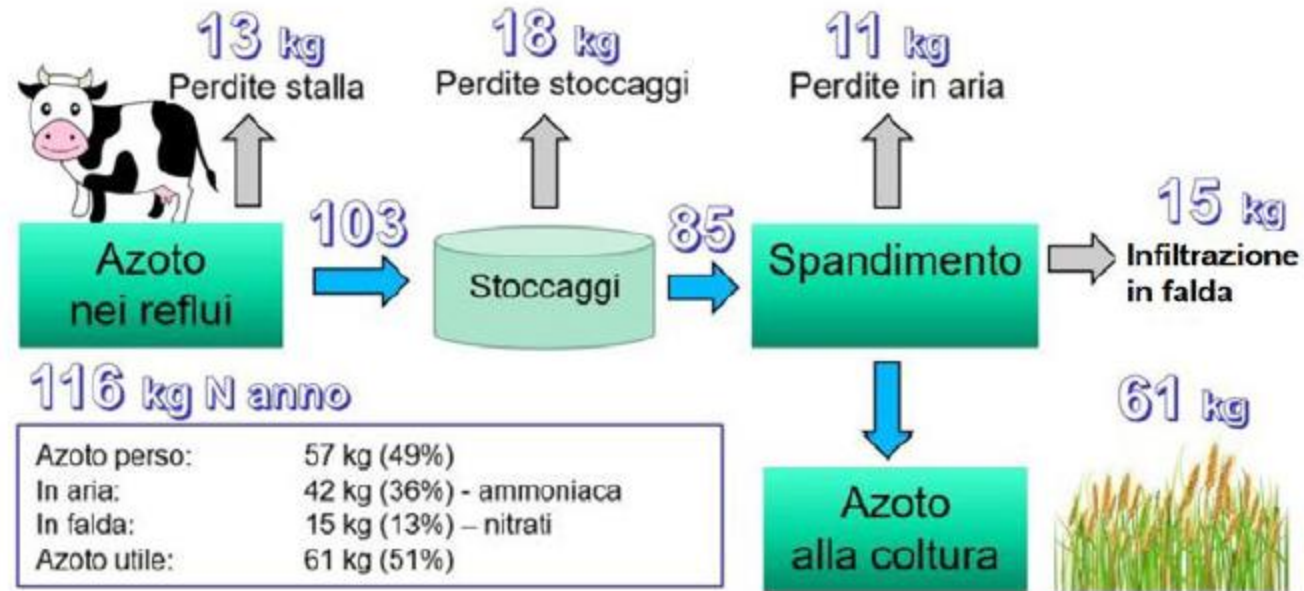 13 kg
Perdite stalla
18 kg
Perdite stoccaggi
11 kg
Perdite in aria
103
85
15 kg
Infiltrazione
in falda
Azoto
nei reflui
Stoccaggi
Spandimento
116 kg N anno
61 kg
Azoto perso: 57 kg (49%)
In aria: 42 kg (36%) - ammoniaca
In falda: 15 kg (13%) – nitrati
Azoto utile: 61 kg (51%)
Azoto
alla coltura